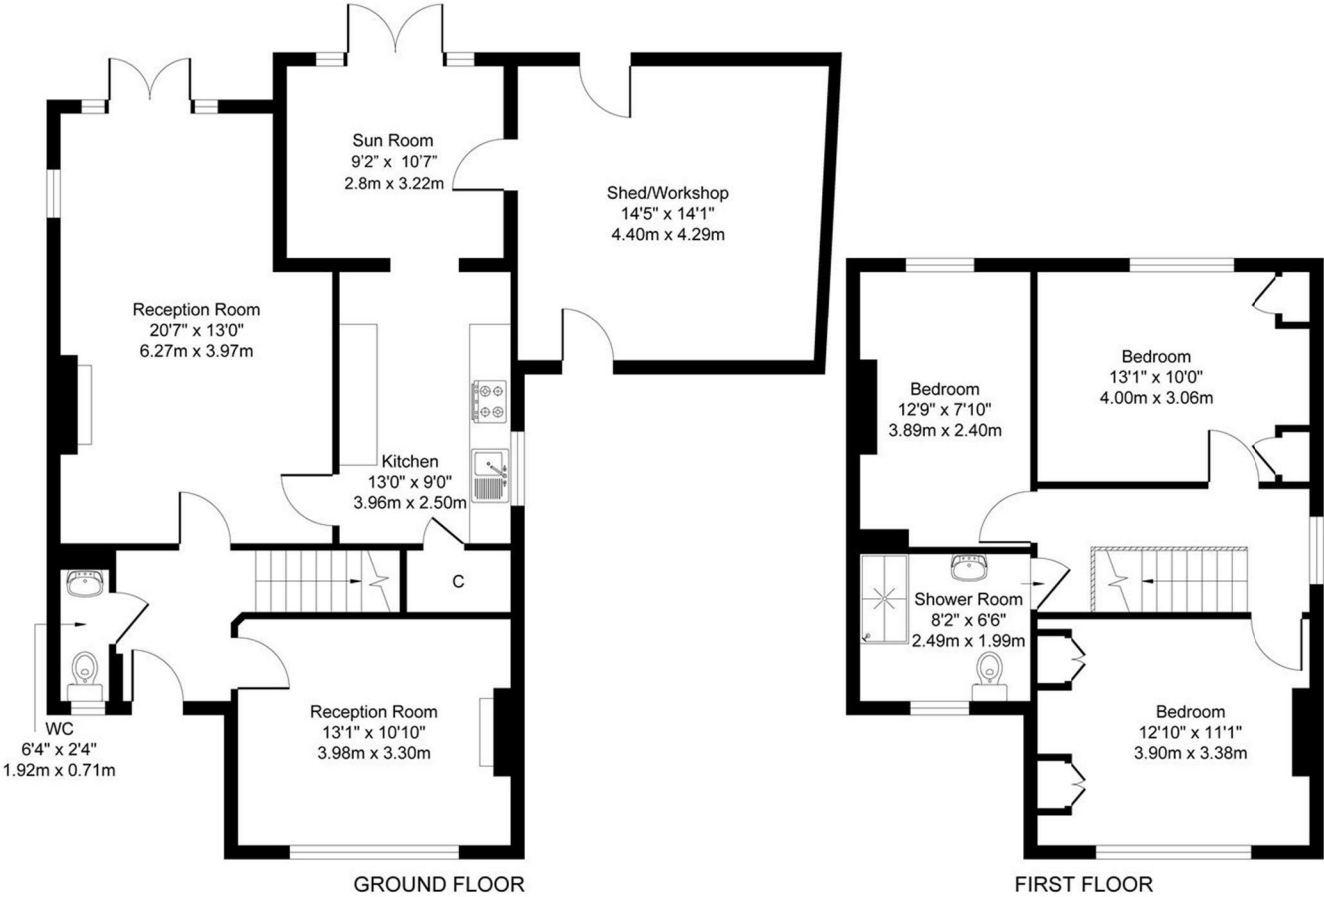 Sun Room
9'2" x 10'7"
2.8m x 3.22m
Shed/Workshop
14'5" x 14'1"
4.40m x 4.29m
Reception Room
20'7" x 13'0"
6.27m x 3.97m
Kitchen
13'0" x 9'0"
3.96m x 2.50m
C
WC
6'4" x 2'4"
1.92m x 0.71m
Reception Room
13'1" x 10'10"
3.98m x 3.30m
GROUND FLOOR
Bedroom
13'1" x 10'0"
4.00m x 3.06m
Bedroom
12'9" x 7'10"
3.89m x 2.40m
Shower Room
8'2" x 6'6"
2.49m x 1.99m
Bedroom
12'10" x 11'1"
3.90m x 3.38m
FIRST FLOOR